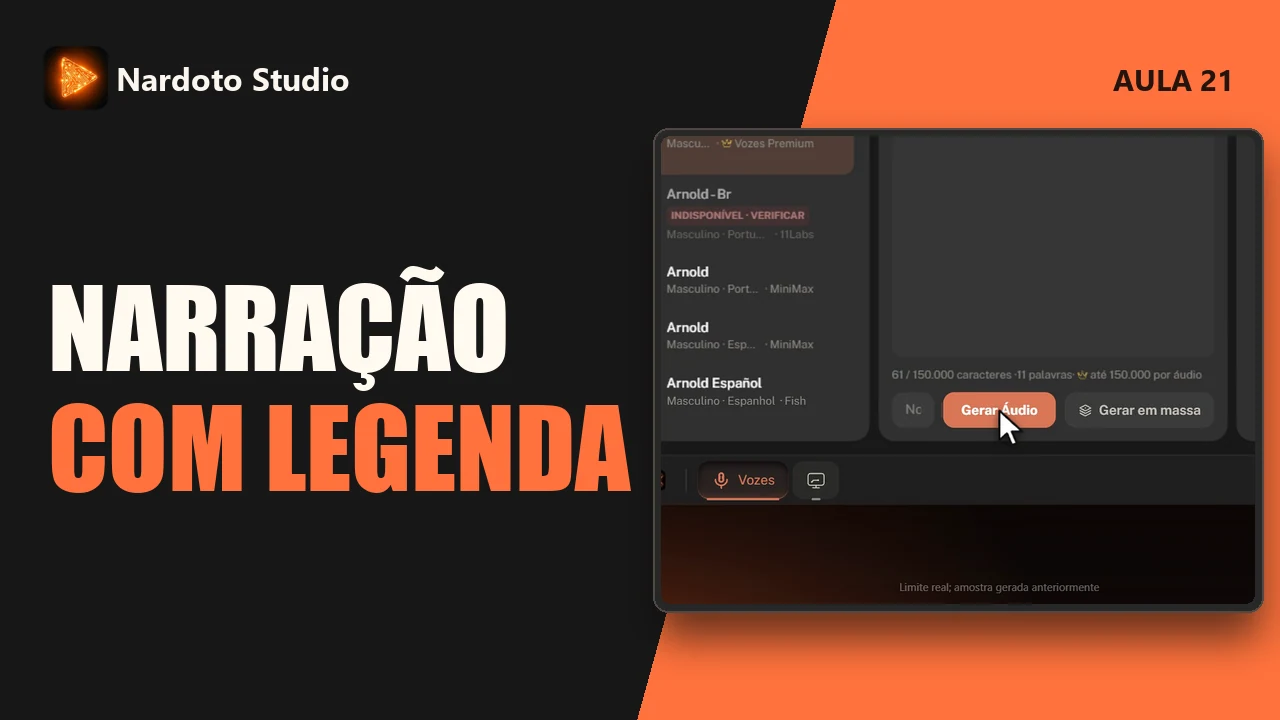 Nardoto Studio
AULA 21
NARRAÇÃO
COM LEGENDA
Mascu... · Vozes Premium
Arnold - Br
INDISPONÍVEL · VERIFICAR
Masculino · Portu... · 11Labs
Arnold
Masculino · Port... · MiniMax
Arnold
Masculino · Esp... · MiniMax
Arnold Español
Masculino · Espanhol · Fish
61 / 150.000 caracteres · 11 palavras · até 150.000 por áudio
Nc
Gerar Áudio
Gerar em massa
Vozes
Limite real; amostra gerada anteriormente